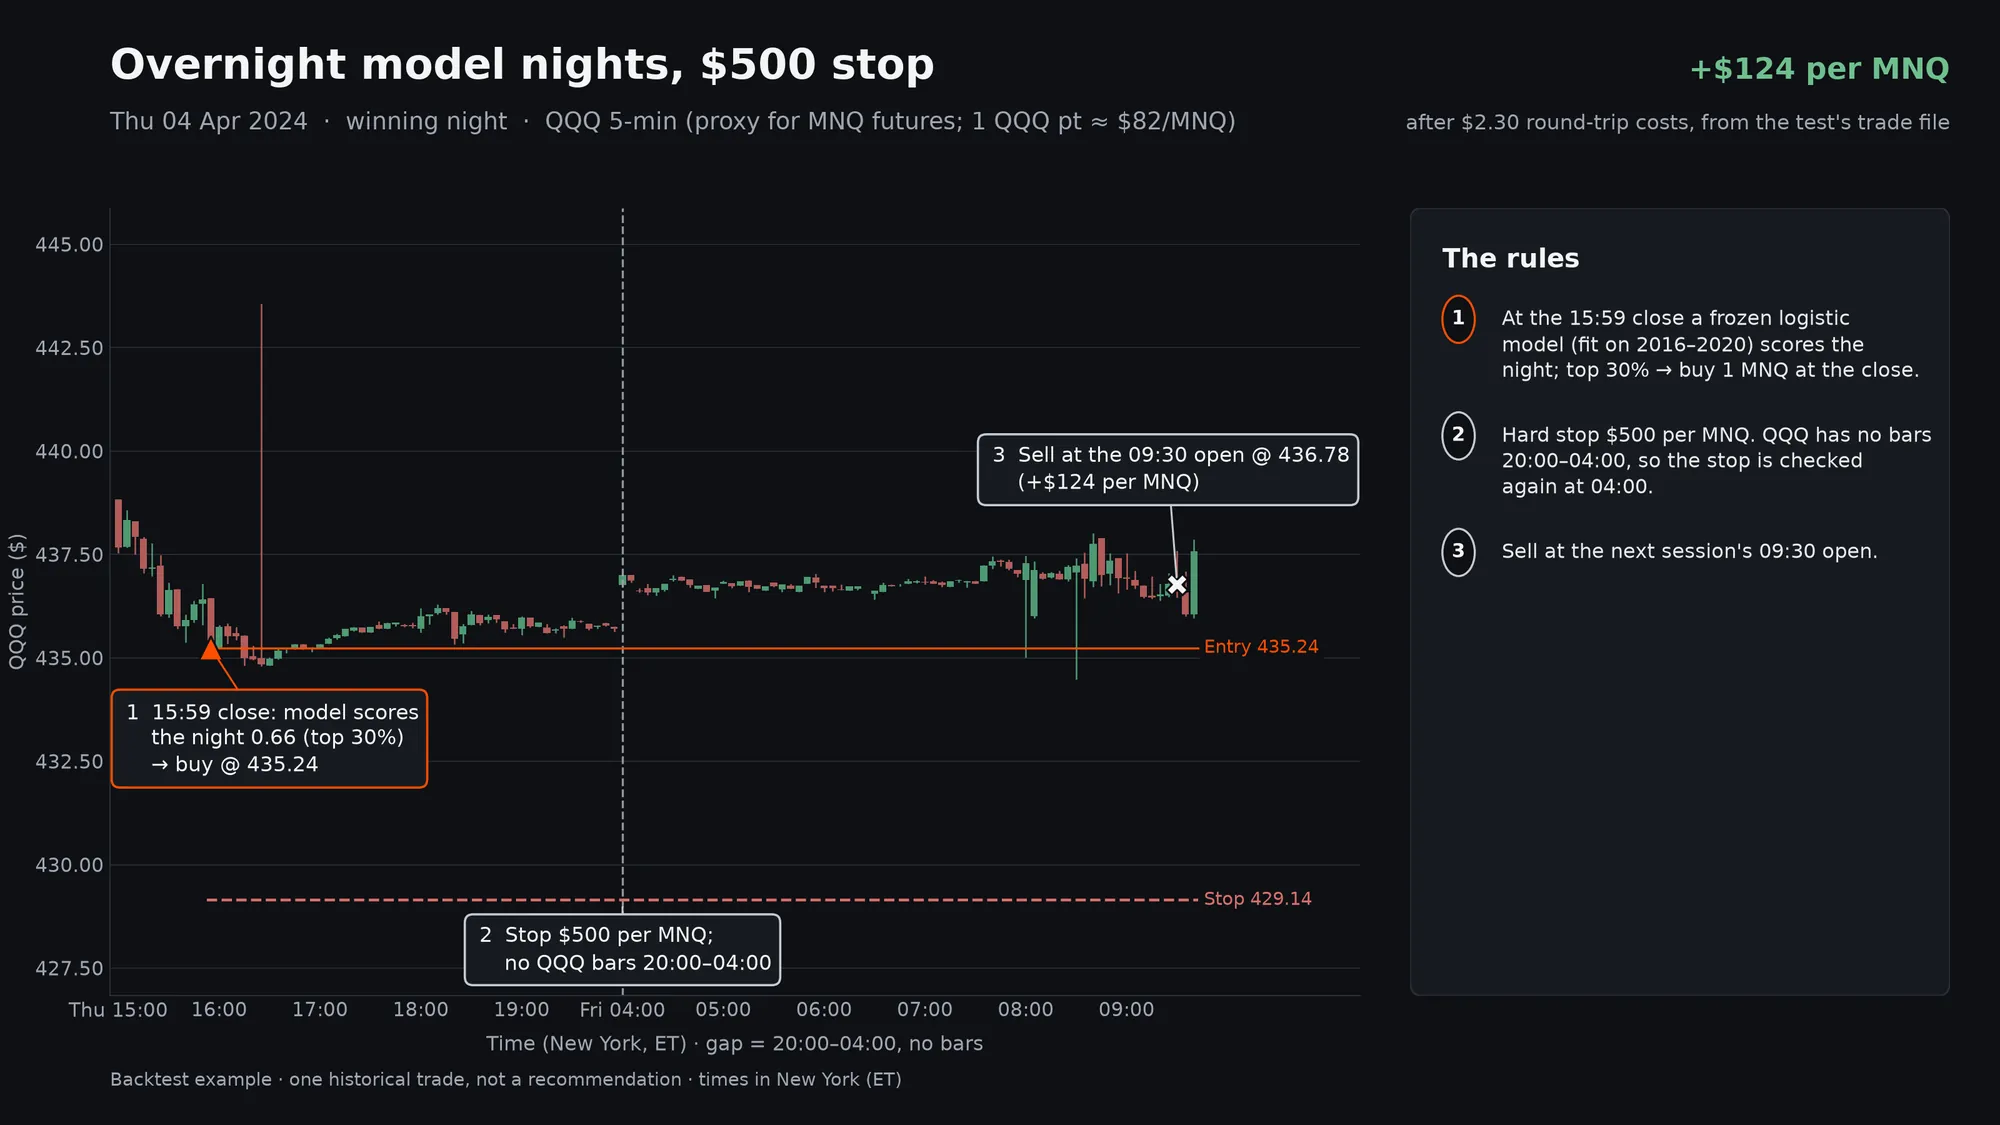 Overnight model nights, $500 stop
+$124 per MNQ
Thu 04 Apr 2024 · winning night · QQQ 5-min (proxy for MNQ futures; 1 QQQ pt ≈ $82/MNQ)
after $2.30 round-trip costs, from the test's trade file
QQQ price ($)
445.00
442.50
440.00
437.50
435.00
432.50
430.00
427.50
3 Sell at the 09:30 open @ 436.78
(+$124 per MNQ)
Entry 435.24
1 15:59 close: model scores
the night 0.66 (top 30%)
→ buy @ 435.24
Stop 429.14
2 Stop $500 per MNQ;
no QQQ bars 20:00–04:00
Thu 15:00 16:00 17:00 18:00 19:00 Fri 04:00 05:00 06:00 07:00 08:00 09:00
Time (New York, ET) · gap = 20:00–04:00, no bars
The rules
1 At the 15:59 close a frozen logistic
model (fit on 2016–2020) scores the
night; top 30% → buy 1 MNQ at the close.
2 Hard stop $500 per MNQ. QQQ has no bars
20:00–04:00, so the stop is checked
again at 04:00.
3 Sell at the next session's 09:30 open.
Backtest example · one historical trade, not a recommendation · times in New York (ET)